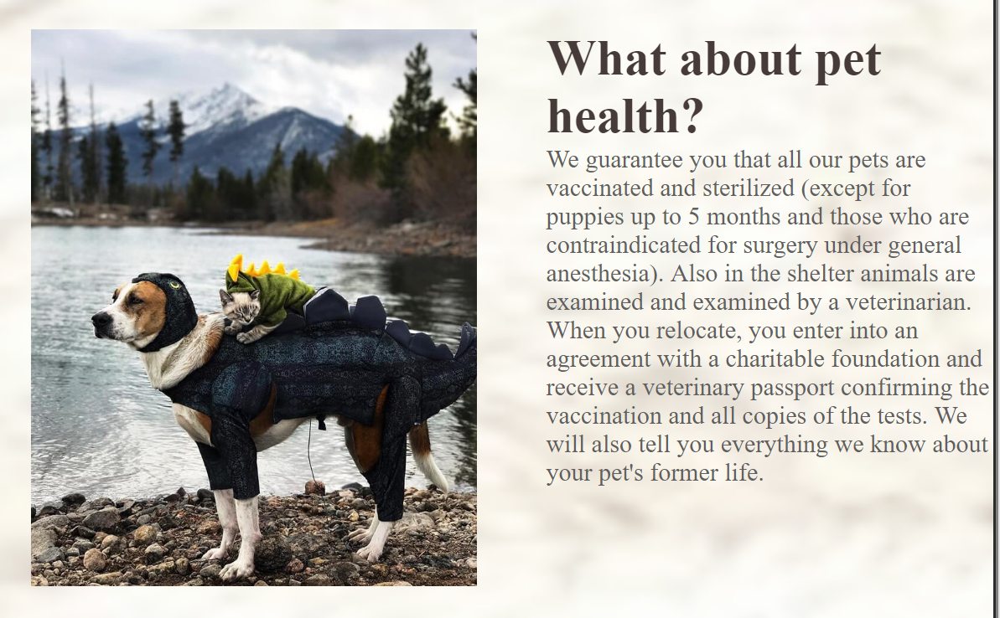 What about pet
health?
We guarantee you that all our pets are
vaccinated and sterilized (except for
puppies up to 5 months and those who are
contraindicated for surgery under general
anesthesia). Also in the shelter animals are
examined and examined by a veterinarian.
When you relocate, you enter into an
agreement with a charitable foundation and
receive a veterinary passport confirming the
vaccination and all copies of the tests. We
will also tell you everything we know about
your pet's former life.